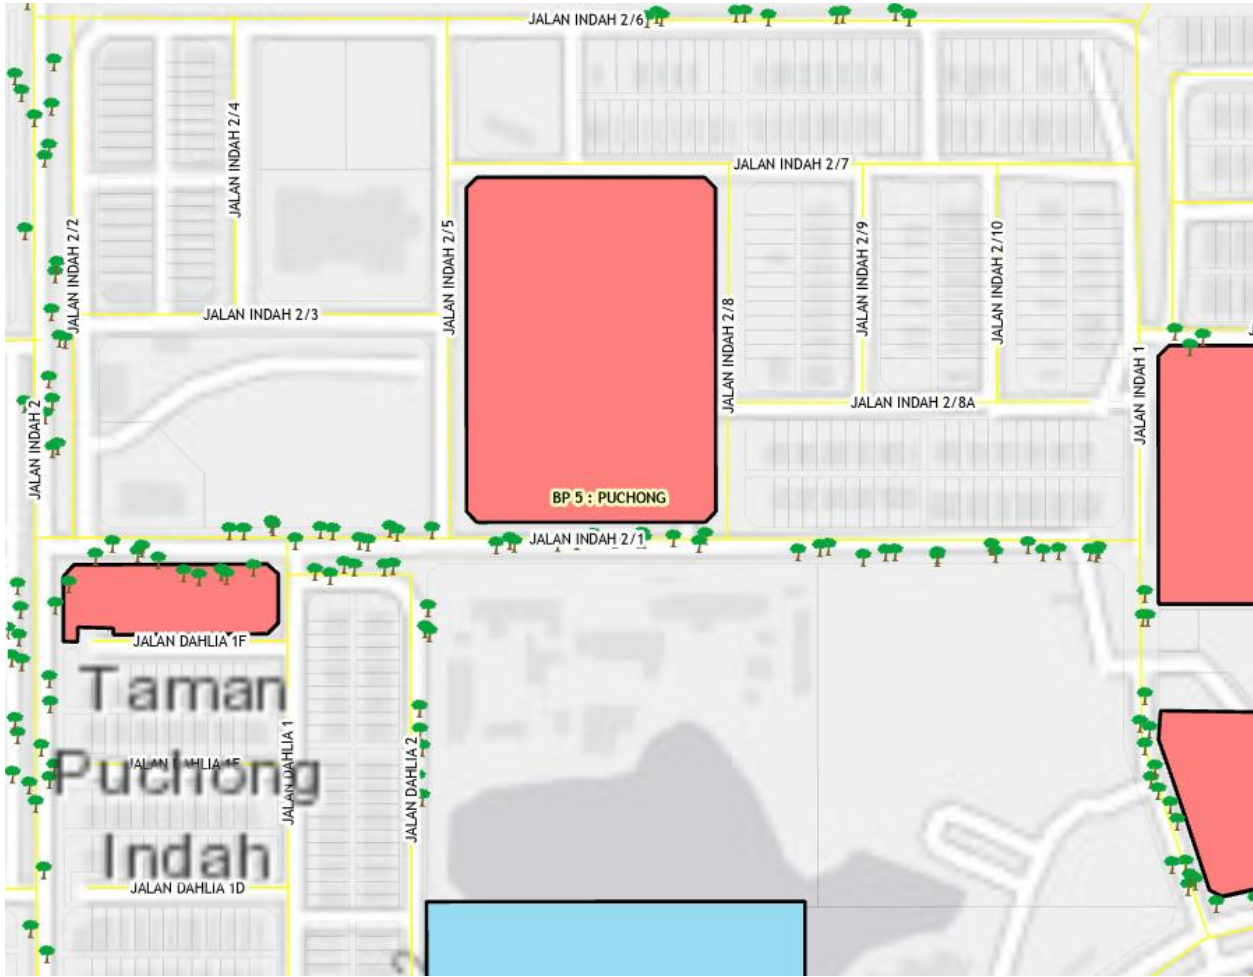 JALAN INDAH 2/6
JALAN INDAH 2/4
JALAN INDAH 2/7
JALAN INDAH 2/2
JALAN INDAH 2/5
JALAN INDAH 2/9
JALAN INDAH 2/10
JALAN INDAH 2/3
JALAN INDAH 2/8
JALAN INDAH 2
JALAN INDAH 2/8A
JALAN INDAH 1
BP 5 : PUCHONG
JALAN INDAH 2/1
JALAN DAHLIA 1F
Taman
Puchong
Indah
JALAN DAHLIA 1E
JALAN DAHLIA 1
JALAN DAHLIA 2
JALAN DAHLIA 1D